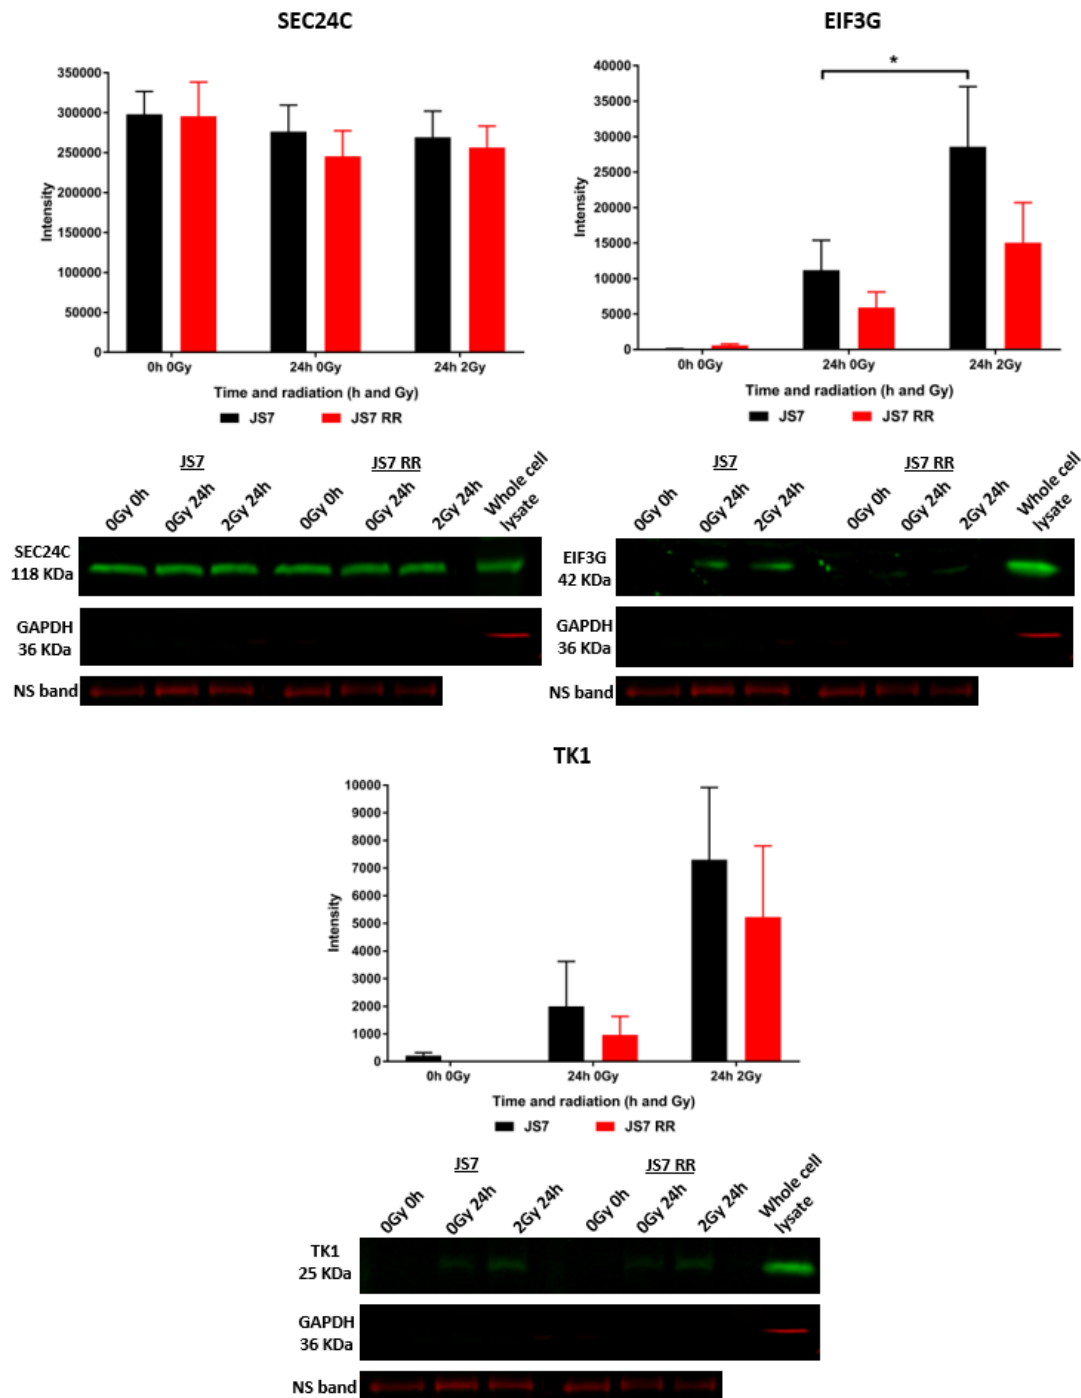 SEC24C
350000
300000
250000
200000
150000
100000
50000
0
Intensity
0h 0Gy 24h 0Gy 24h 2Gy
Time and radiation (h and Gy)
JS7 JS7 RR
JS7 JS7 RR
0Gy 0h 0Gy 24h 2Gy 24h 0Gy 0h 0Gy 24h 2Gy 24h Whole cell lysate
SEC24C
118 KDa
GAPDH
36 KDa
NS band
EIF3G
*
40000
35000
30000
25000
20000
15000
10000
5000
0
Intensity
0h 0Gy 24h 0Gy 24h 2Gy
Time and radiation (h and Gy)
JS7 JS7 RR
JS7 JS7 RR
0Gy 0h 0Gy 24h 2Gy 24h 0Gy 0h 0Gy 24h 2Gy 24h Whole cell lysate
EIF3G
42 KDa
GAPDH
36 KDa
NS band
TK1
10000
9000
8000
7000
6000
5000
4000
3000
2000
1000
0
Intensity
0h 0Gy 24h 0Gy 24h 2Gy
Time and radiation (h and Gy)
JS7 JS7 RR
JS7 JS7 RR
0Gy 0h 0Gy 24h 2Gy 24h 0Gy 0h 0Gy 24h 2Gy 24h Whole cell lysate
TK1
25 KDa
GAPDH
36 KDa
NS band